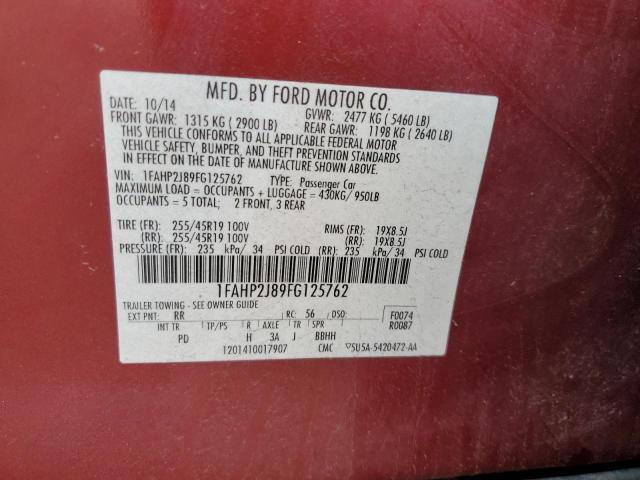 MFD. BY FORD MOTOR CO.
DATE: 10/14 GVWR: 2477 KG ( 5460 LB)
FRONT GAWR: 1315 KG ( 2900 LB) REAR GAWR: 1198 KG ( 2640 LB)
THIS VEHICLE CONFORMS TO ALL APPLICABLE FEDERAL MOTOR
VEHICLE SAFETY, BUMPER, AND THEFT PREVENTION STANDARDS
IN EFFECT ON THE DATE OF MANUFACTURE SHOWN ABOVE.
VIN: 1FAHP2J89FG125762 TYPE: Passenger Car
MAXIMUM LOAD = OCCUPANTS + LUGGAGE = 430KG/ 950LB
OCCUPANTS = 5 TOTAL; 2 FRONT, 3 REAR
TIRE (FR): 255/45R19 100V RIMS (FR): 19X8.5J
(RR): 255/45R19 100V (RR): 19X8.5J
PRESSURE (FR): 235 kPa/ 34 PSI COLD (RR): 235 kPa/ 34 PSI COLD
1FAHP2J89FG125762
TRAILER TOWING - SEE OWNER GUIDE
EXT PNT: RR RC: 56 DSO: F0074
INT TR TP/PS R AXLE TR SPR R0087
PD H 3A J BBHH
1201410017907 CMC 5U5A-5420472-AA